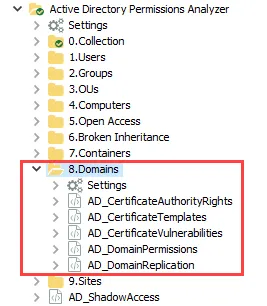 Active Directory Permissions Analyzer
Settings
0.Collection
1.Users
2.Groups
3.OUs
4.Computers
5.Open Access
6.Broken Inheritance
7.Containers
8.Domains
Settings
AD_CertificateAuthorityRights
AD_CertificateTemplates
AD_CertificateVulnerabilities
AD_DomainPermissions
AD_DomainReplication
9.Sites
AD_ShadowAccess